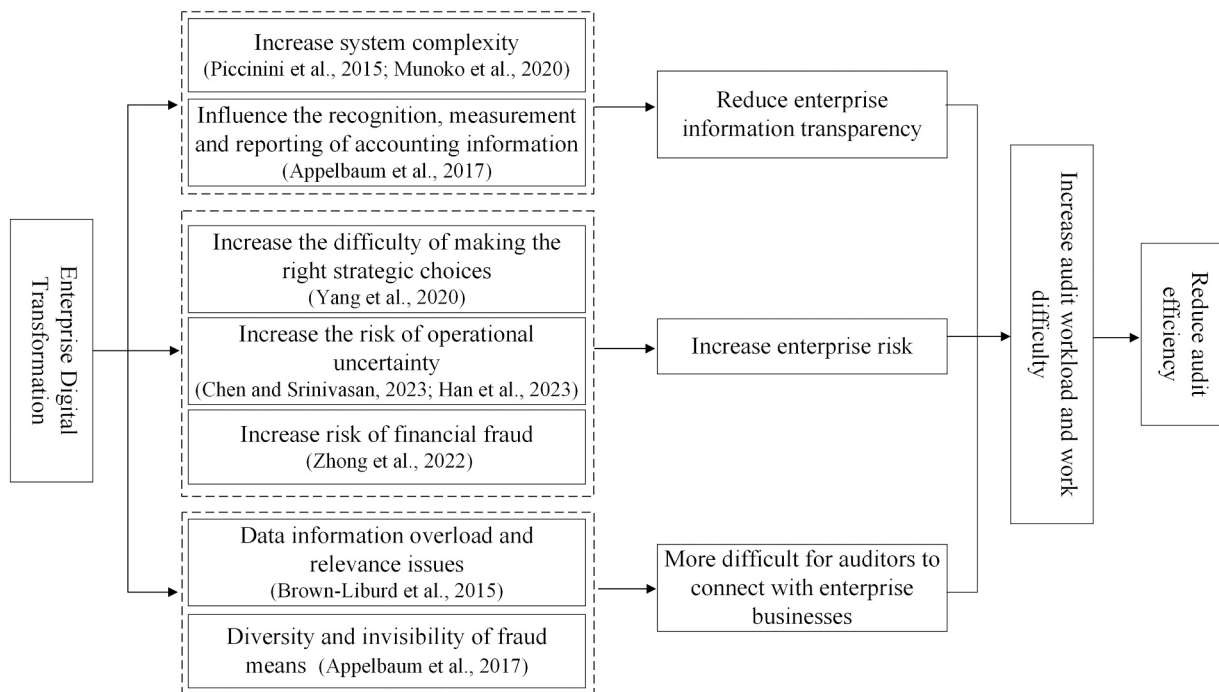 Enterprise Digital
Transformation
Increase system complexity
(Piccinini et al., 2015; Munoko et al., 2020)
Influence the recognition, measurement
and reporting of accounting information
(Appelbaum et al., 2017)
Increase the difficulty of making the
right strategic choices
(Yang et al., 2020)
Increase the risk of operational
uncertainty
(Chen and Srinivasan, 2023; Han et al., 2023)
Increase risk of financial fraud
(Zhong et al., 2022)
Data information overload and
relevance issues
(Brown-Liburd et al., 2015)
Diversity and invisibility of fraud
means (Appelbaum et al., 2017)
Reduce enterprise
information transparency
Increase enterprise risk
More difficult for auditors to
connect with enterprise
businesses
Increase audit workload and work
difficulty
Reduce audit
efficiency